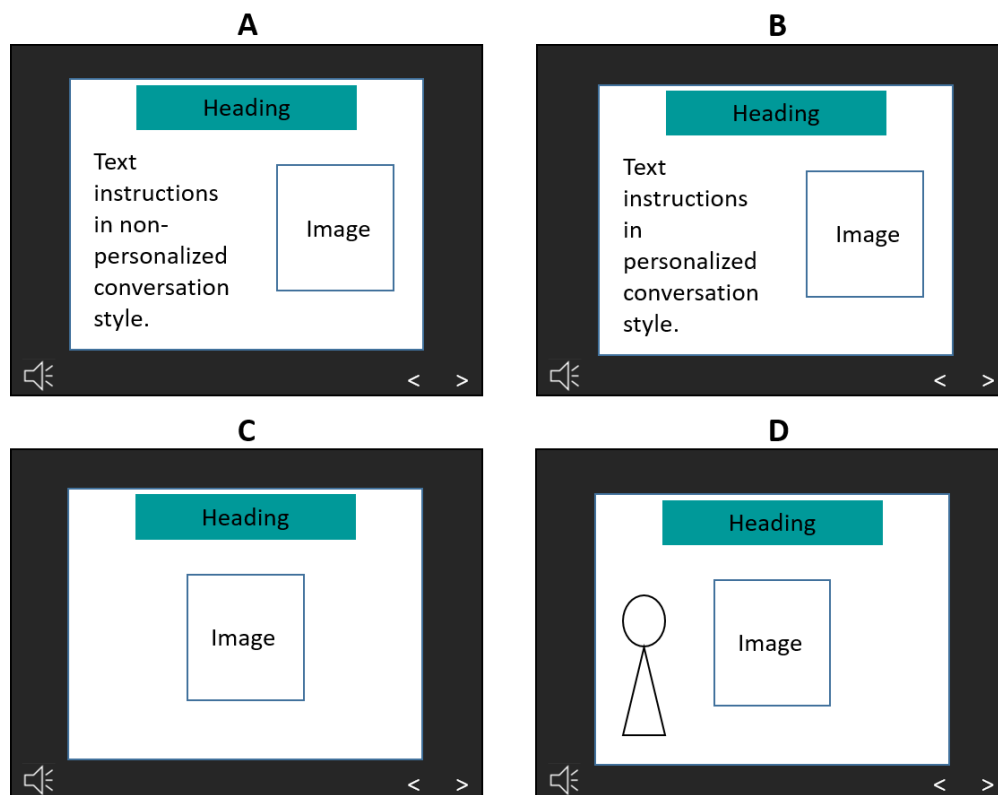 A
Heading
Text
instructions
in non-
personalized
conversation
style.
Image
< >
B
Heading
Text
instructions
in
personalized
conversation
style.
Image
< >
C
Heading
Image
< >
D
Heading
Image
< >